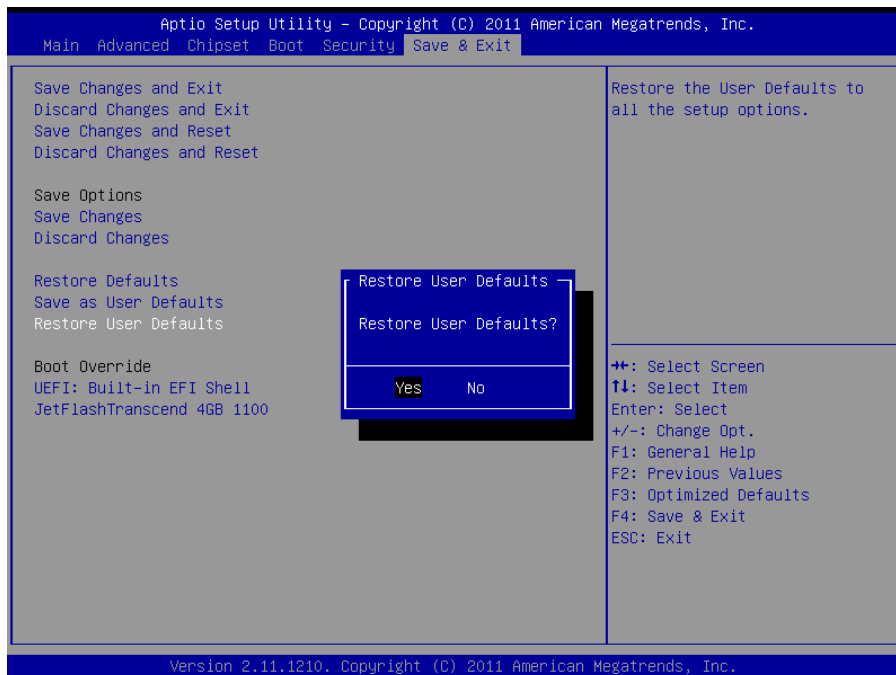 Aptio Setup Utility – Copyright (C) 2011 American Megatrends, Inc.
Main Advanced Chipset Boot Security Save & Exit
Save Changes and Exit
Discard Changes and Exit
Save Changes and Reset
Discard Changes and Reset
Save Options
Save Changes
Discard Changes
Restore Defaults
Save as User Defaults
Restore User Defaults
Boot Override
UEFI: Built-in EFI Shell
JetFlashTranscend 4GB 1100
Restore User Defaults
Restore User Defaults?
Yes No
Restore the User Defaults to
all the setup options.
→←: Select Screen
↑↓: Select Item
Enter: Select
+/-: Change Opt.
F1: General Help
F2: Previous Values
F3: Optimized Defaults
F4: Save & Exit
ESC: Exit
Version 2.11.1210. Copyright (C) 2011 American Megatrends, Inc.